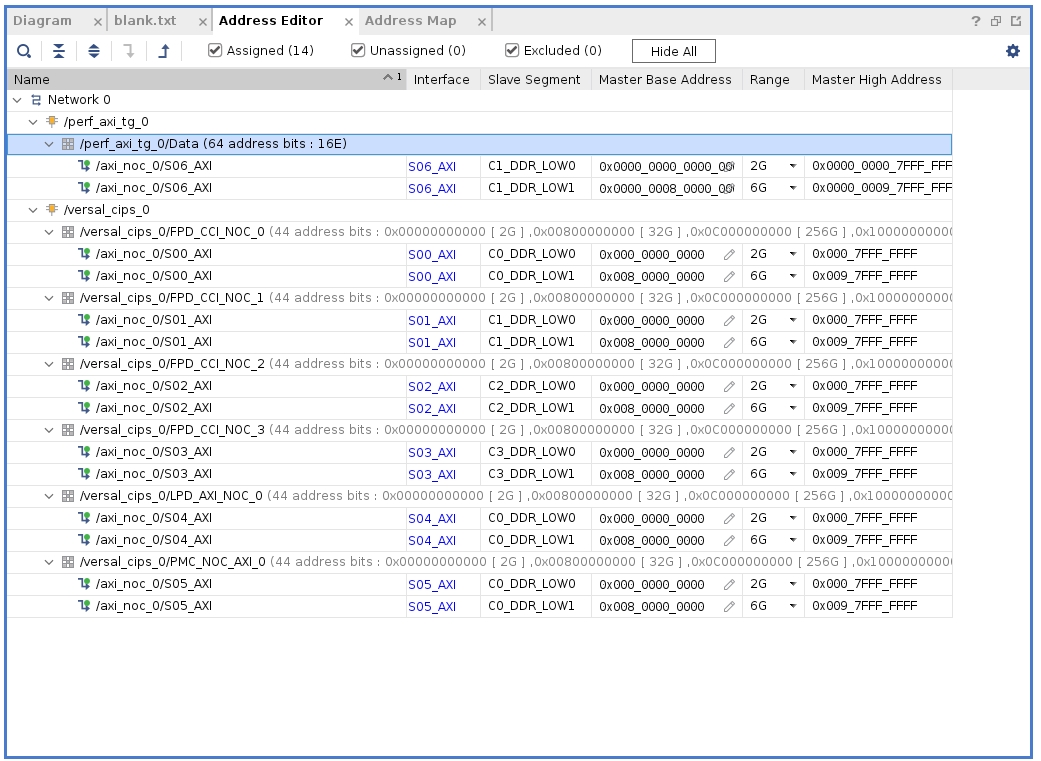 Diagram × blank.txt × Address Editor × Address Map × ?
Assigned (14) Unassigned (0) Excluded (0) Hide All
Name 1 Interface Slave Segment Master Base Address Range Master High Address
Network 0
/perf_axi_tg_0
/perf_axi_tg_0/Data (64 address bits : 16E)
/axi_noc_0/S06_AXI S06_AXI C1_DDR_LOW0 0x0000_0000_0000_00 2G 0x0000_0000_7FFF_FFF
/axi_noc_0/S06_AXI S06_AXI C1_DDR_LOW1 0x0000_0008_0000_00 6G 0x0000_0009_7FFF_FFF
/versal_cips_0
/versal_cips_0/FPD_CCI_NOC_0 (44 address bits : 0x00000000000 [ 2G ] ,0x00800000000 [ 32G ] ,0x0C000000000 [ 256G ] ,0x10000000000
/axi_noc_0/S00_AXI S00_AXI C0_DDR_LOW0 0x000_0000_0000 2G 0x000_7FFF_FFFF
/axi_noc_0/S00_AXI S00_AXI C0_DDR_LOW1 0x008_0000_0000 6G 0x009_7FFF_FFFF
/versal_cips_0/FPD_CCI_NOC_1 (44 address bits : 0x00000000000 [ 2G ] ,0x00800000000 [ 32G ] ,0x0C000000000 [ 256G ] ,0x10000000000
/axi_noc_0/S01_AXI S01_AXI C1_DDR_LOW0 0x000_0000_0000 2G 0x000_7FFF_FFFF
/axi_noc_0/S01_AXI S01_AXI C1_DDR_LOW1 0x008_0000_0000 6G 0x009_7FFF_FFFF
/versal_cips_0/FPD_CCI_NOC_2 (44 address bits : 0x00000000000 [ 2G ] ,0x00800000000 [ 32G ] ,0x0C000000000 [ 256G ] ,0x10000000000
/axi_noc_0/S02_AXI S02_AXI C2_DDR_LOW0 0x000_0000_0000 2G 0x000_7FFF_FFFF
/axi_noc_0/S02_AXI S02_AXI C2_DDR_LOW1 0x008_0000_0000 6G 0x009_7FFF_FFFF
/versal_cips_0/FPD_CCI_NOC_3 (44 address bits : 0x00000000000 [ 2G ] ,0x00800000000 [ 32G ] ,0x0C000000000 [ 256G ] ,0x10000000000
/axi_noc_0/S03_AXI S03_AXI C3_DDR_LOW0 0x000_0000_0000 2G 0x000_7FFF_FFFF
/axi_noc_0/S03_AXI S03_AXI C3_DDR_LOW1 0x008_0000_0000 6G 0x009_7FFF_FFFF
/versal_cips_0/LPD_AXI_NOC_0 (44 address bits : 0x00000000000 [ 2G ] ,0x00800000000 [ 32G ] ,0x0C000000000 [ 256G ] ,0x10000000000
/axi_noc_0/S04_AXI S04_AXI C0_DDR_LOW0 0x000_0000_0000 2G 0x000_7FFF_FFFF
/axi_noc_0/S04_AXI S04_AXI C0_DDR_LOW1 0x008_0000_0000 6G 0x009_7FFF_FFFF
/versal_cips_0/PMC_NOC_AXI_0 (44 address bits : 0x00000000000 [ 2G ] ,0x00800000000 [ 32G ] ,0x0C000000000 [ 256G ] ,0x10000000000
/axi_noc_0/S05_AXI S05_AXI C0_DDR_LOW0 0x000_0000_0000 2G 0x000_7FFF_FFFF
/axi_noc_0/S05_AXI S05_AXI C0_DDR_LOW1 0x008_0000_0000 6G 0x009_7FFF_FFFF